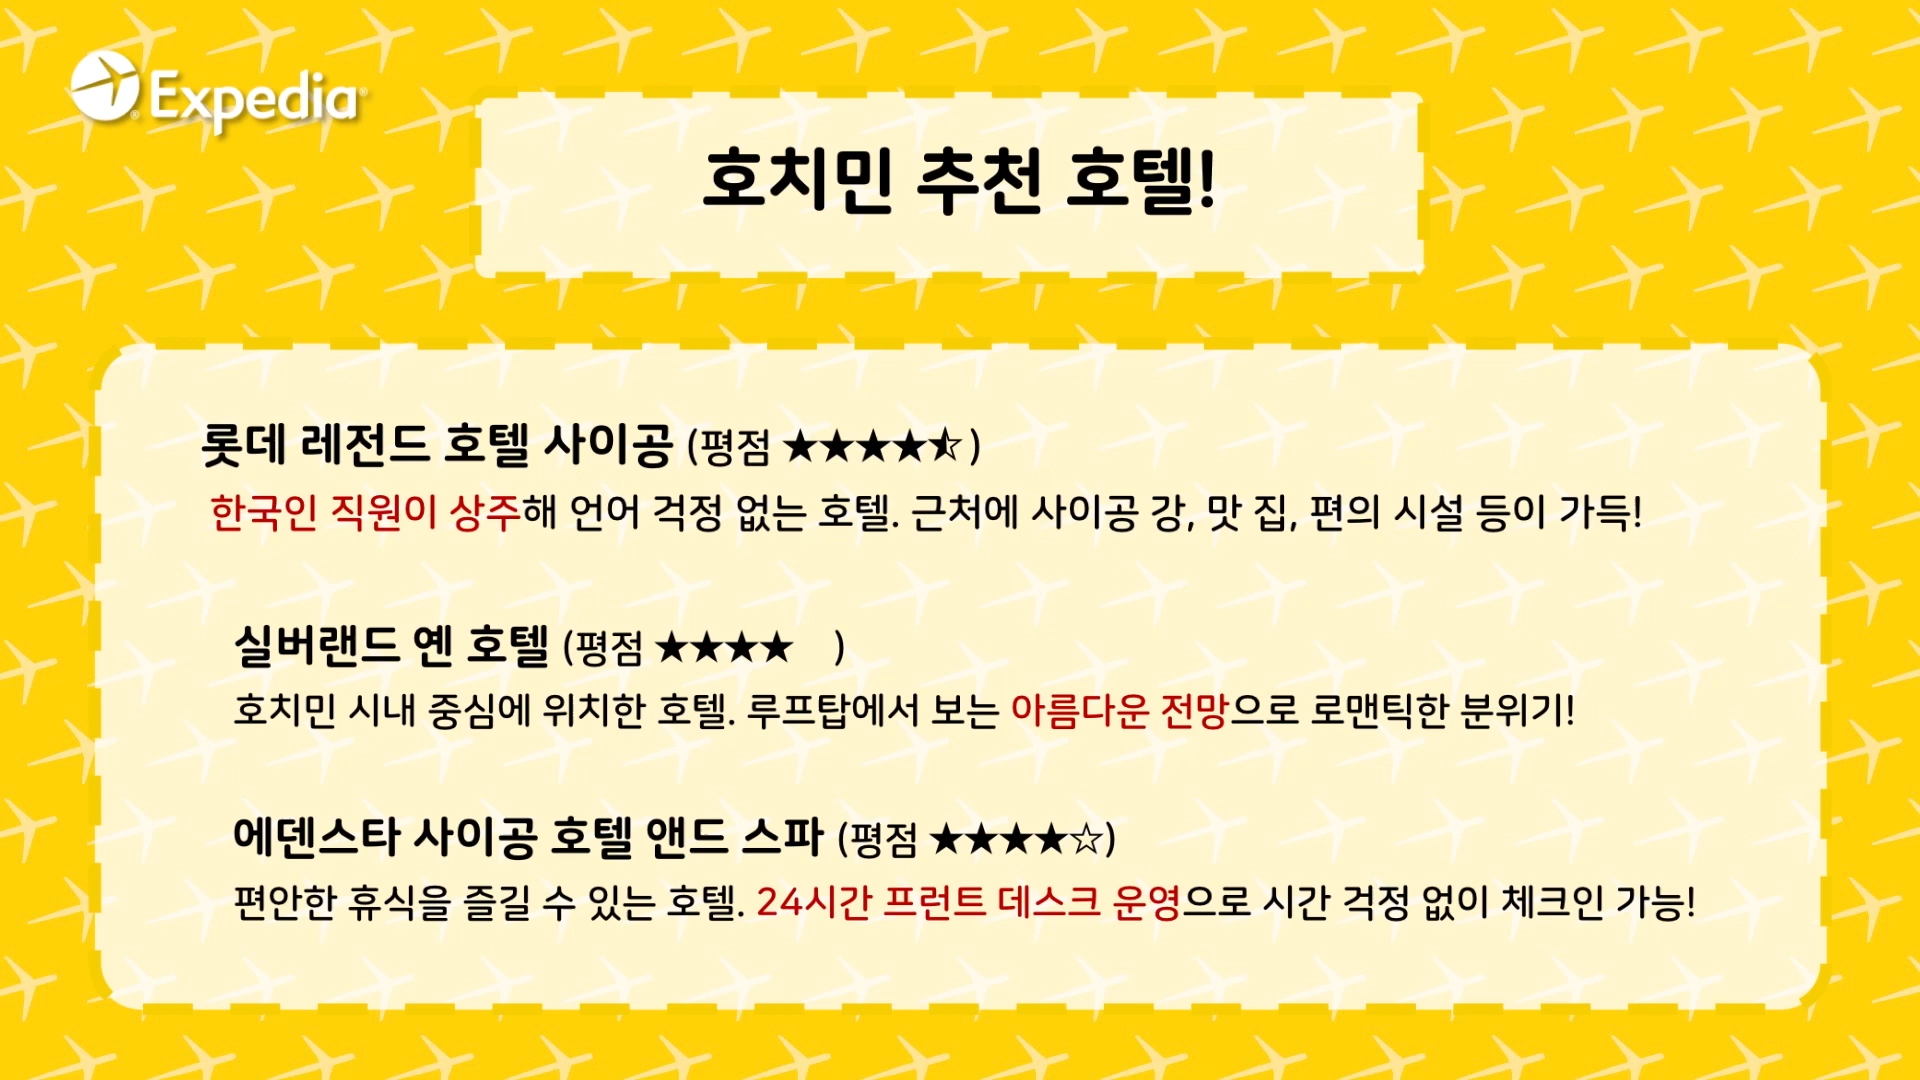 Expedia
호치민 추천 호텔!
롯데 레전드 호텔 사이공 (평점 ★★★★⯪)
한국인 직원이 상주해 언어 걱정 없는 호텔. 근처에 사이공 강, 맛 집, 편의 시설 등이 가득!
실버랜드 옌 호텔 (평점 ★★★★ )
호치민 시내 중심에 위치한 호텔. 루프탑에서 보는 아름다운 전망으로 로맨틱한 분위기!
에덴스타 사이공 호텔 앤드 스파 (평점 ★★★★☆)
편안한 휴식을 즐길 수 있는 호텔. 24시간 프런트 데스크 운영으로 시간 걱정 없이 체크인 가능!